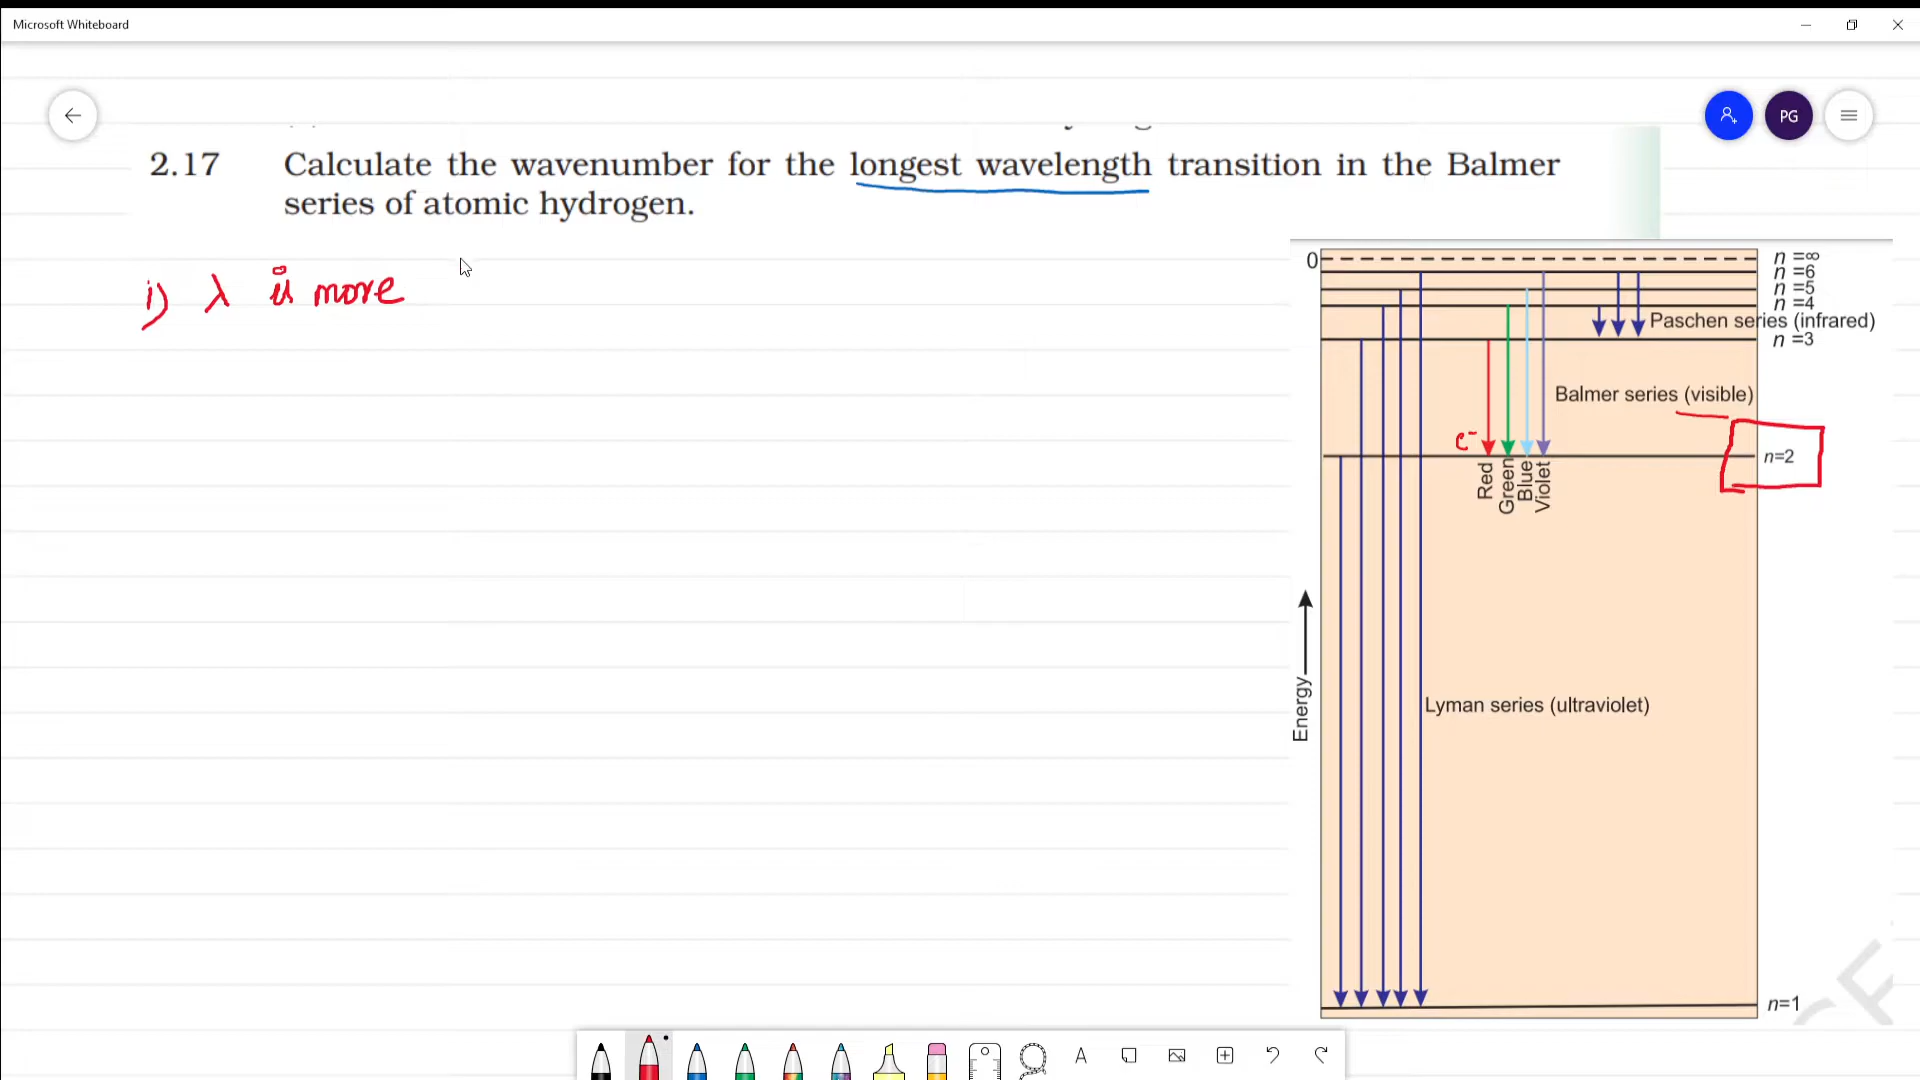 Microsoft Whiteboard
PG
2.17 Calculate the wavenumber for the longest wavelength transition in the Balmer
series of atomic hydrogen.
i) λ is more
0
n =∞
n =6
n =5
n =4
Paschen series (infrared)
n =3
Balmer series (visible)
e-
n=2
Red
Green
Blue
Violet
Energy
Lyman series (ultraviolet)
n=1
A